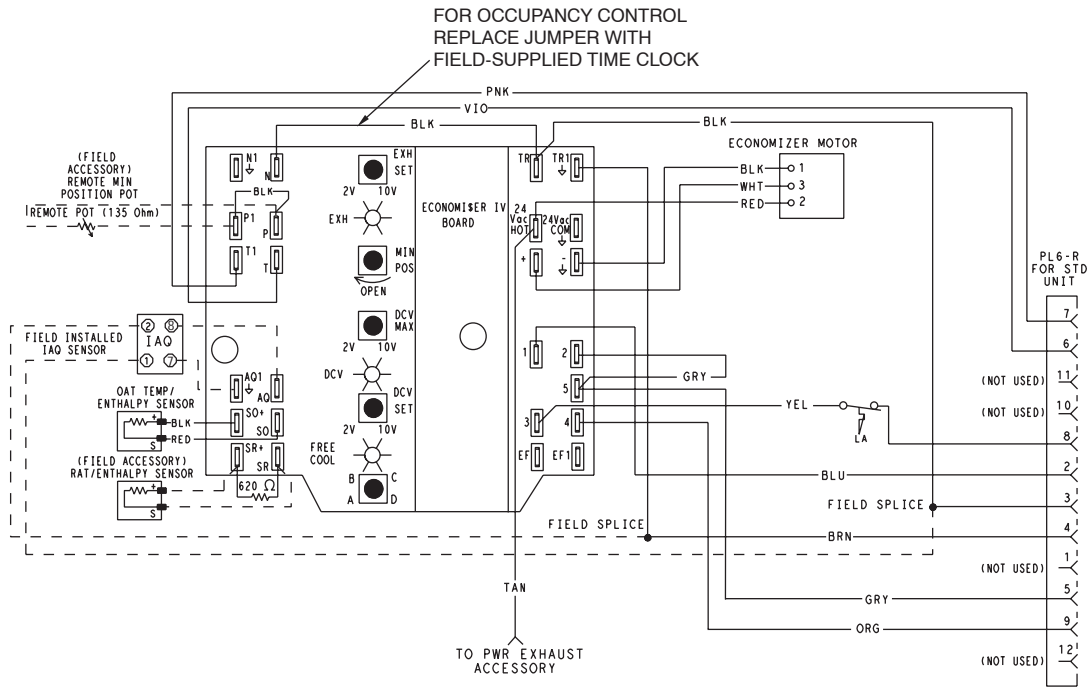 FOR OCCUPANCY CONTROL
REPLACE JUMPER WITH
FIELD-SUPPLIED TIME CLOCK
PNK
VIO
BLK
BLK
(FIELD
ACCESSORY)
REMOTE MIN
POSITION POT
REMOTE POT (135 Ohm)
N1
N
BLK
P1
P
T1
T
EXH
SET
2V 10V
EXH
MIN
POS
OPEN
DCV
MAX
2V 10V
DCV
DCV
SET
2V 10V
FREE
COOL
B C
A D
ECONOMI$ER IV
BOARD
TR
TR1
24
Vac
HOT
24Vac
COM
+
-
1
2
5
3
4
EF
EF1
ECONOMIZER MOTOR
BLK 1
WHT 3
RED 2
FIELD INSTALLED
IAQ SENSOR
2 8
IAQ
1 7
AQ1
AQ
OAT TEMP/
ENTHALPY SENSOR
+
S
BLK
RED
SO+
SO
(FIELD ACCESSORY)
RAT/ENTHALPY SENSOR
+
S
SR+
SR
620 Ω
GRY
YEL
LA
BLU
FIELD SPLICE
FIELD SPLICE
BRN
GRY
ORG
TAN
TO PWR EXHAUST
ACCESSORY
PL6-R
FOR STD
UNIT
7
6
(NOT USED) 11
(NOT USED) 10
8
2
3
4
(NOT USED) 1
5
9
(NOT USED) 12